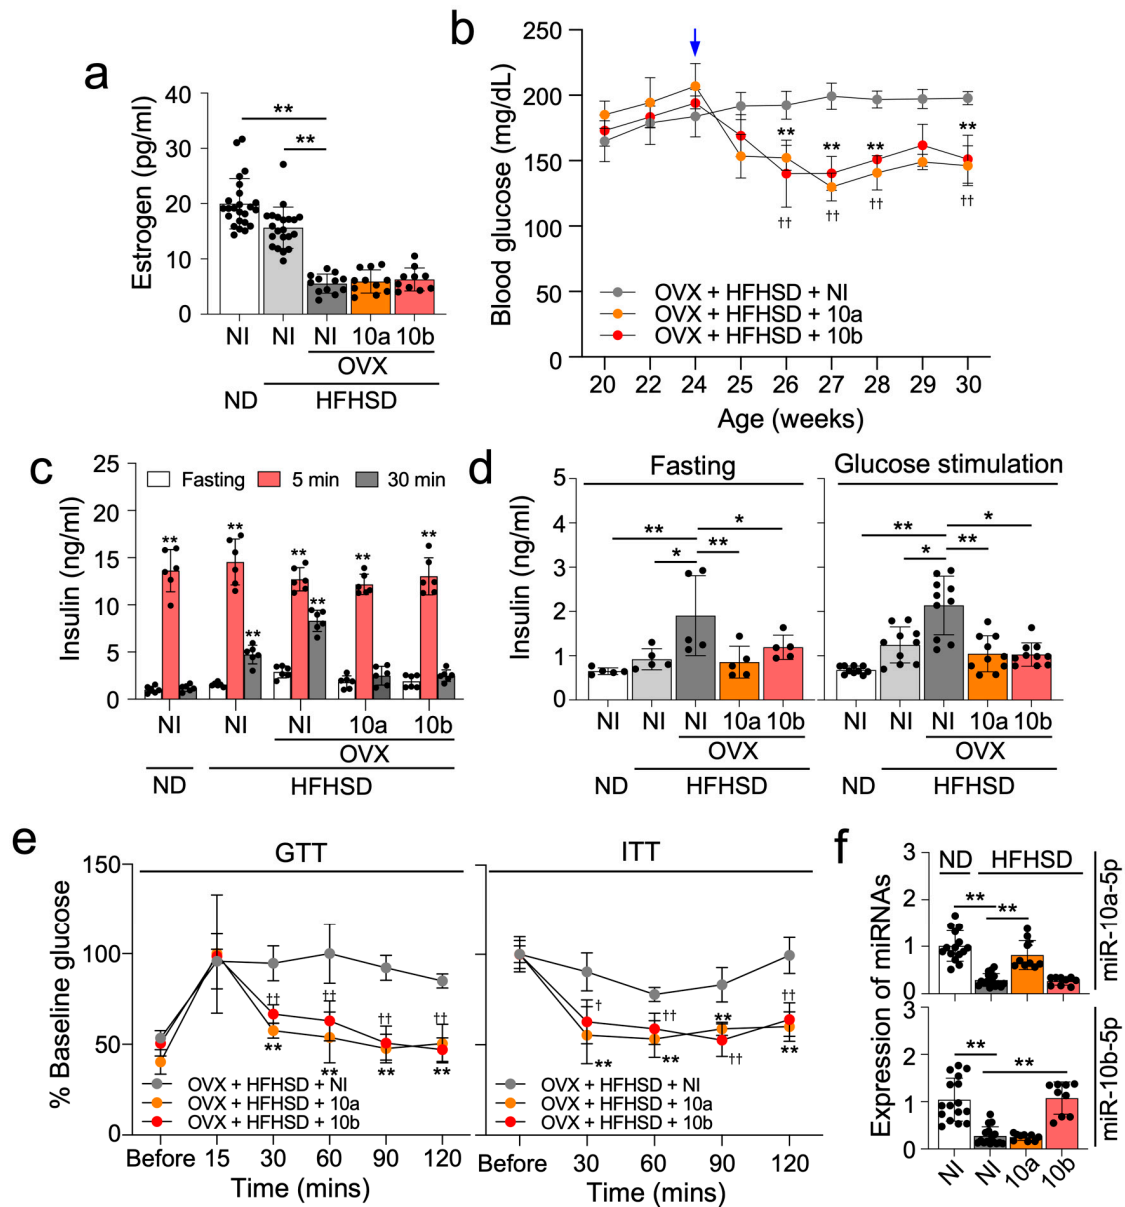 a
Estrogen (pg/ml)
40
30
20
10
0
**
**
NI NI NI 10a 10b
OVX
ND HFHSD
b
Blood glucose (mg/dL)
250
200
150
100
50
0
** ** ** **
†† †† †† ††
OVX + HFHSD + NI
OVX + HFHSD + 10a
OVX + HFHSD + 10b
20 22 24 25 26 27 28 29 30
Age (weeks)
c
Insulin (ng/ml)
25
20
15
10
5
0
Fasting 5 min 30 min
** ** ** ** ** ** **
NI NI NI 10a 10b
OVX
ND HFHSD
d
Insulin (ng/ml)
5
4
3
2
1
0
Fasting
** *
* **
NI NI NI 10a 10b
OVX
ND HFHSD
Glucose stimulation
** *
* **
NI NI NI 10a 10b
OVX
ND HFHSD
e
% Baseline glucose
150
100
50
0
GTT
†† †† †† ††
** ** ** **
OVX + HFHSD + NI
OVX + HFHSD + 10a
OVX + HFHSD + 10b
Before 15 30 60 90 120
Time (mins)
ITT
† †† ** ††
** ** †† **
OVX + HFHSD + NI
OVX + HFHSD + 10a
OVX + HFHSD + 10b
Before 30 60 90 120
Time (mins)
f
Expression of miRNAs
ND HFHSD
3
2
1
0
** **
miR-10a-5p
3
2
1
0
** **
miR-10b-5p
NI NI 10a 10b